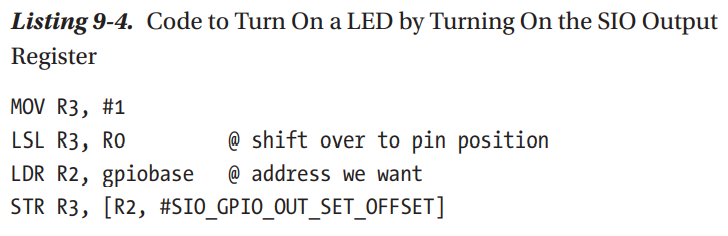 Listing 9-4. Code to Turn On a LED by Turning On the SIO Output
Register
MOV R3, #1
LSL R3, R0 @ shift over to pin position
LDR R2, gpiobase @ address we want
STR R3, [R2, #SIO_GPIO_OUT_SET_OFFSET]